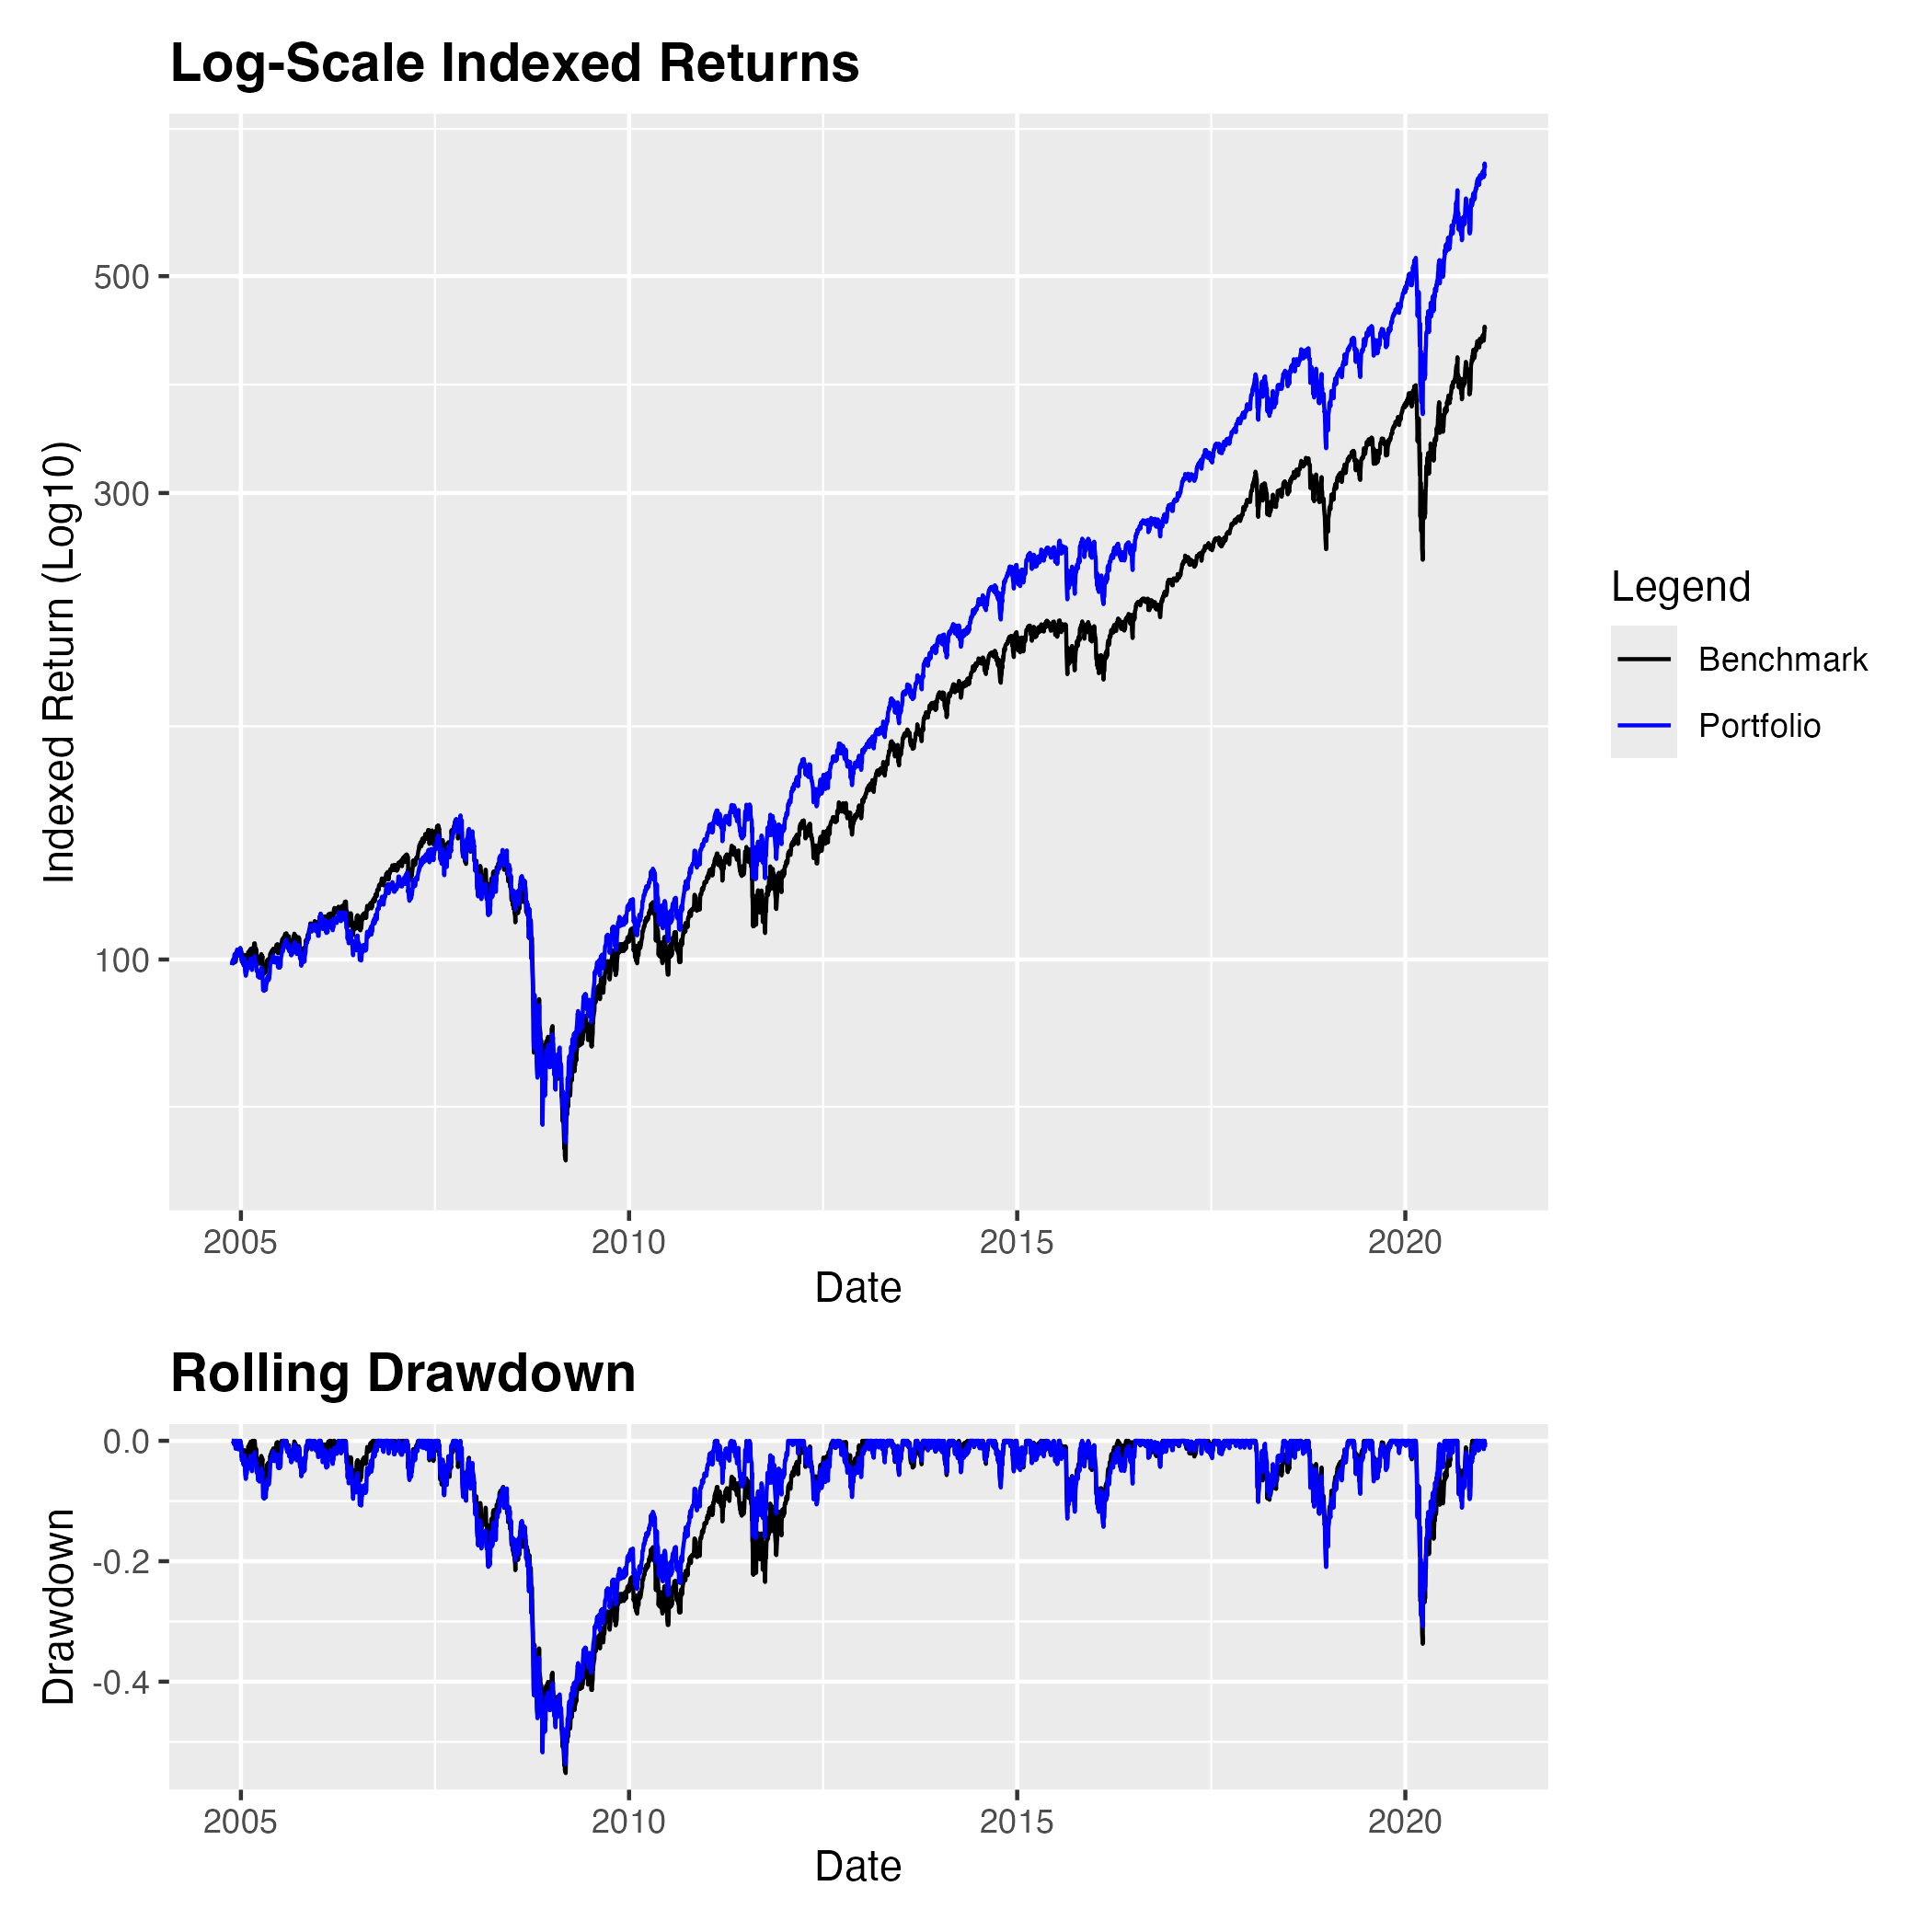 Log-Scale Indexed Returns
Indexed Return (Log10)
500
300
100
2005 2010 2015 2020
Date
Legend
Benchmark
Portfolio
Rolling Drawdown
Drawdown
0.0
-0.2
-0.4
2005 2010 2015 2020
Date